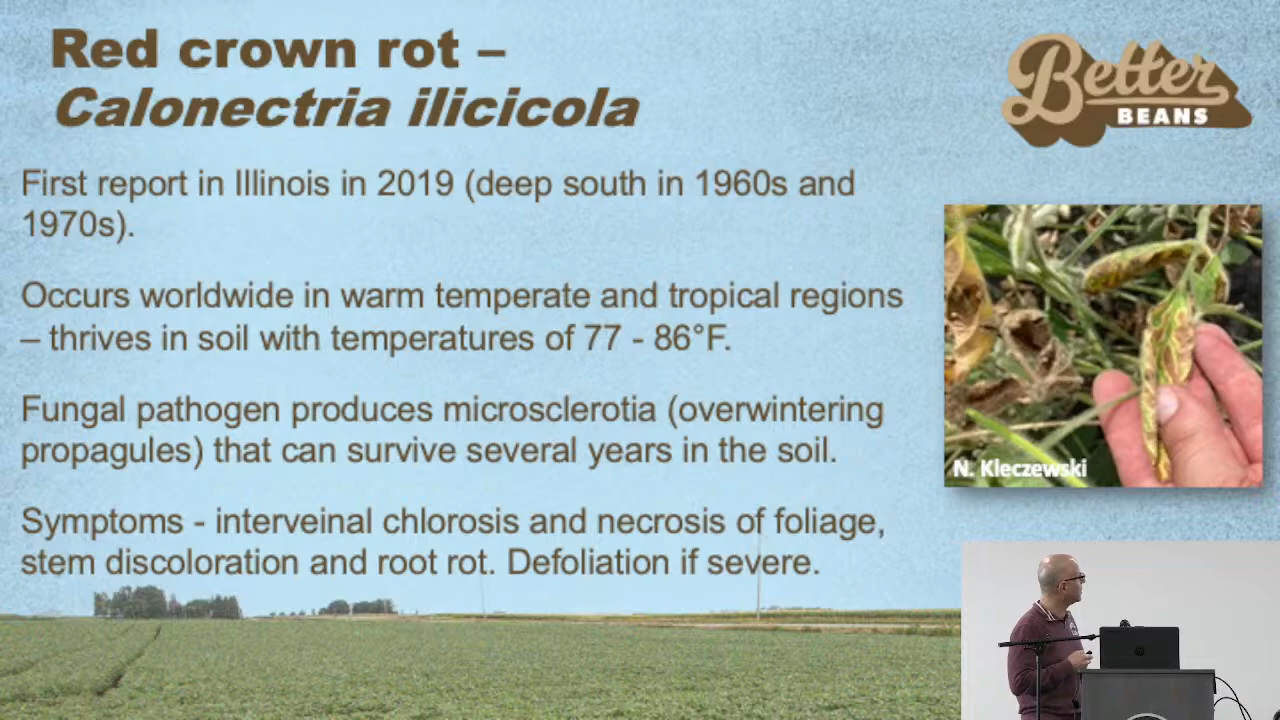 Red crown rot –
Calonectria ilicicola
Better
BEANS
First report in Illinois in 2019 (deep south in 1960s and
1970s).
Occurs worldwide in warm temperate and tropical regions
– thrives in soil with temperatures of 77 - 86°F.
Fungal pathogen produces microsclerotia (overwintering
propagules) that can survive several years in the soil.
Symptoms - interveinal chlorosis and necrosis of foliage,
stem discoloration and root rot. Defoliation if severe.
N. Kleczewski